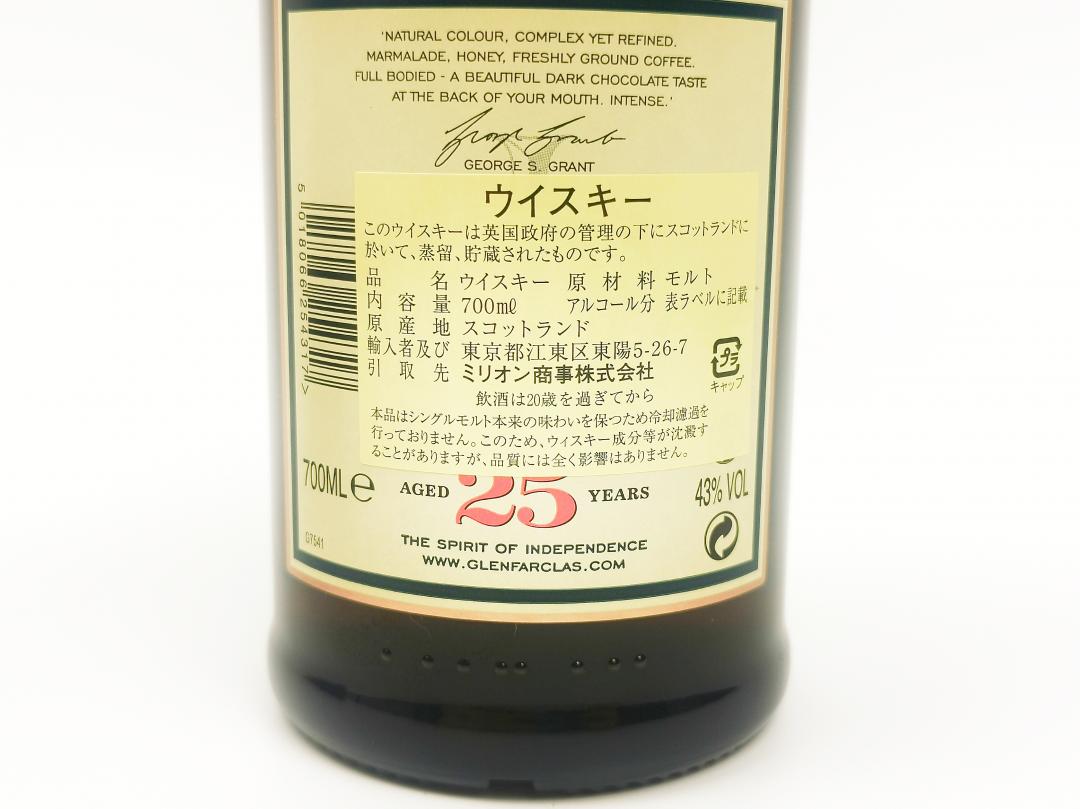 'NATURAL COLOUR, COMPLEX YET REFINED.
MARMALADE, HONEY, FRESHLY GROUND COFFEE.
FULL BODIED - A BEAUTIFUL DARK CHOCOLATE TASTE
AT THE BACK OF YOUR MOUTH. INTENSE.'
GEORGE S. GRANT
5 018066 254317 >
ウイスキー
このウイスキーは英国政府の管理の下にスコットランドに
於いて、蒸留、貯蔵されたものです。
品名 ウイスキー 原材料 モルト
内容量 700mℓ アルコール分 表ラベルに記載
原産地 スコットランド
輸入者及び 東京都江東区東陽5-26-7
引取先 ミリオン商事株式会社
プラ
キャップ
飲酒は20歳を過ぎてから
本品はシングルモルト本来の味わいを保つため冷却濾過を
行っておりません。このため、ウィスキー成分等が沈澱す
ることがありますが、品質には全く影響はありません。
700ML e AGED 25 YEARS 43% VOL
THE SPIRIT OF INDEPENDENCE
WWW.GLENFARCLAS.COM
G7541